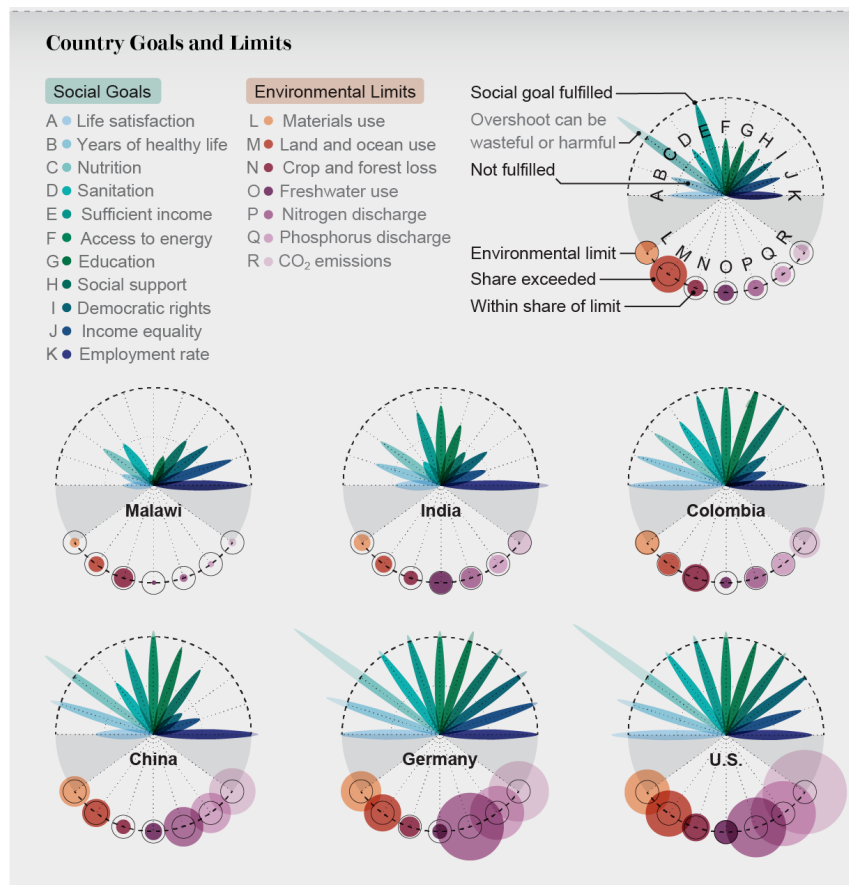 Country Goals and Limits
Social Goals
A Life satisfaction
B Years of healthy life
C Nutrition
D Sanitation
E Sufficient income
F Access to energy
G Education
H Social support
I Democratic rights
J Income equality
K Employment rate
Environmental Limits
L Materials use
M Land and ocean use
N Crop and forest loss
O Freshwater use
P Nitrogen discharge
Q Phosphorus discharge
R CO₂ emissions
Social goal fulfilled
Overshoot can be
wasteful or harmful
Not fulfilled
A B C D E F G H I J K
Environmental limit
Share exceeded
Within share of limit
L M N O P Q R
Malawi
India
Colombia
China
Germany
U.S.